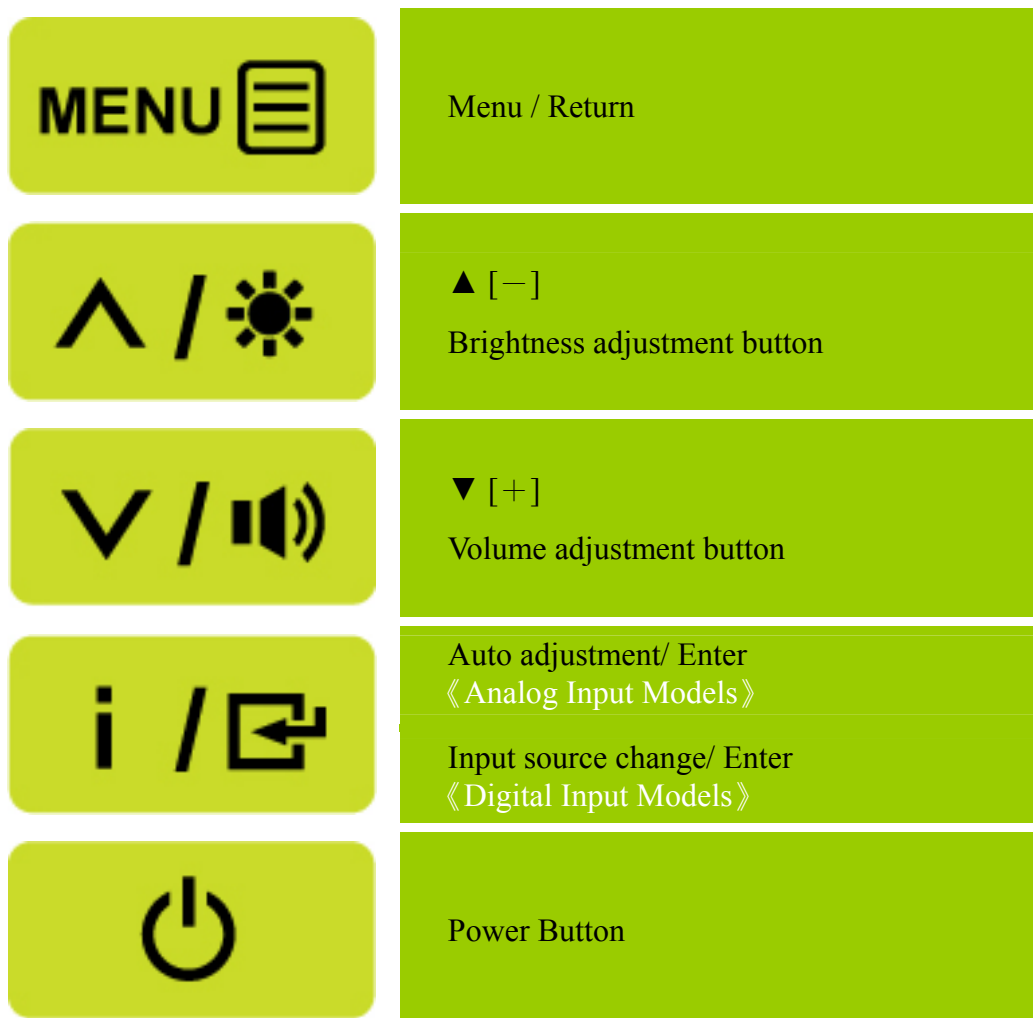 MENU
Menu / Return
/
▲ [－]
Brightness adjustment button
/
▼ [＋]
Volume adjustment button
i /
Auto adjustment/ Enter
《Analog Input Models》
Input source change/ Enter
《Digital Input Models》
Power Button